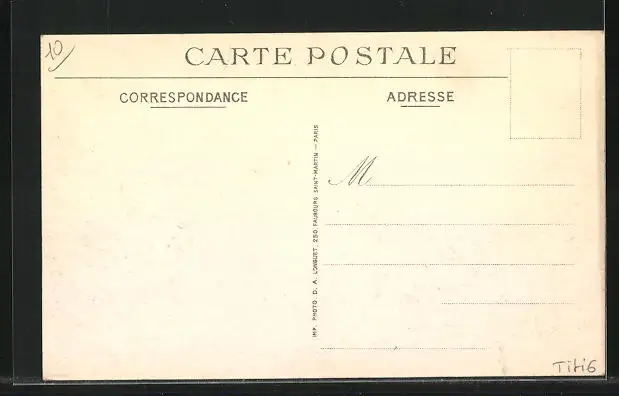 10
CARTE POSTALE
CORRESPONDANCE
ADRESSE
IMP. PHOTO D. A. LONGUET, 250 FAUBOURG SAINT-MARTIN — PARIS
M
Titi6